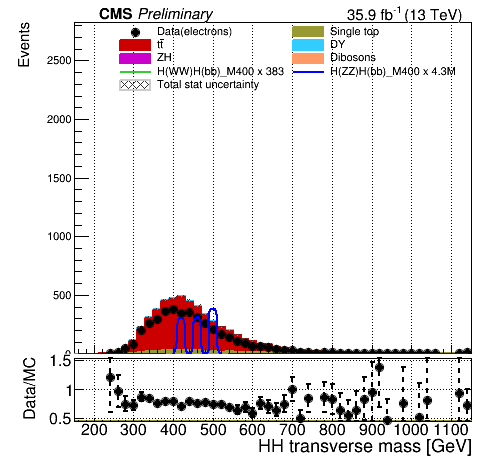 CMS Preliminary 35.9 fb⁻¹ (13 TeV)
Data(electrons) Single top
tt̄ DY
ZH Dibosons
H(WW)H(bb)_M400 x 383 H(ZZ)H(bb)_M400 x 4.3M
Total stat uncertainty
Events
2500
2000
1500
1000
500
0
Data/MC
1.5
1
0.5
200 300 400 500 600 700 800 900 1000 1100
HH transverse mass [GeV]